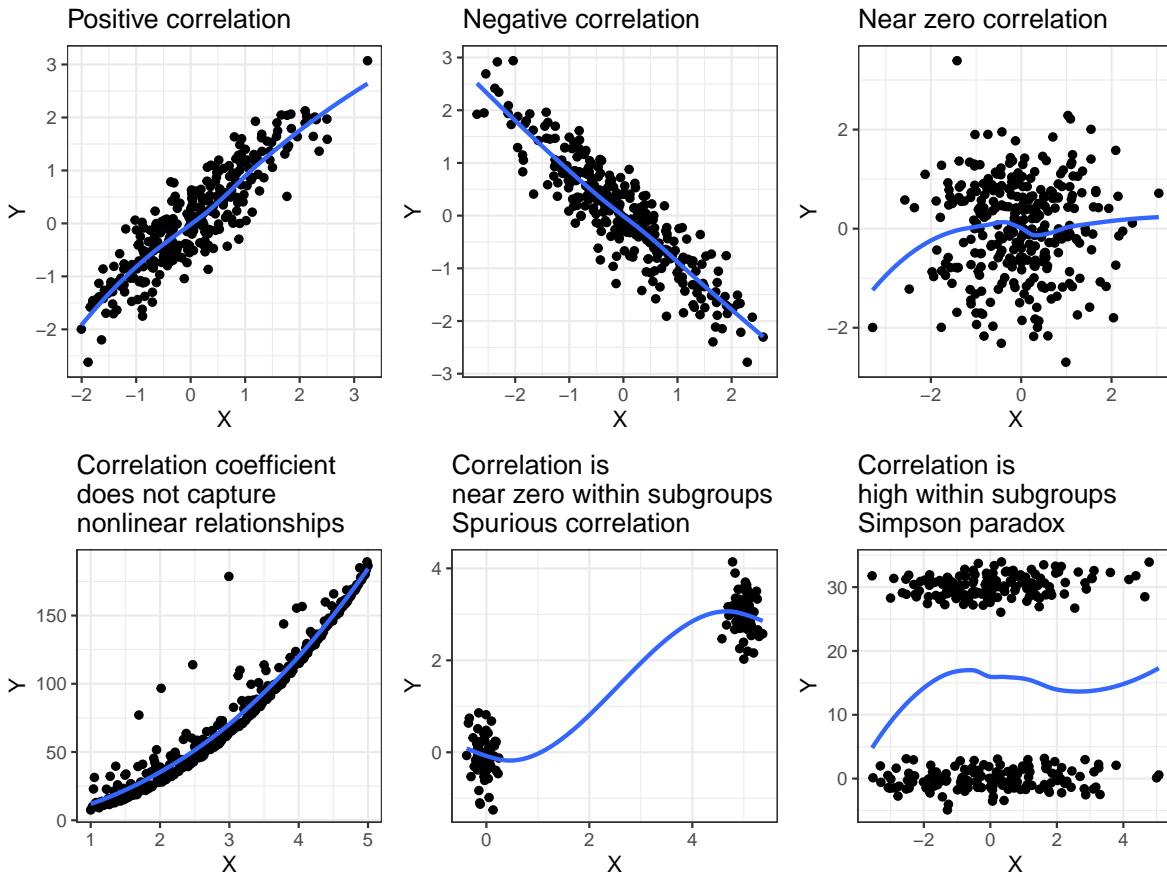 Positive correlation
Negative correlation
Near zero correlation
3
2
1
0
−1
−2
Y
−2 −1 0 1 2 3
X
3
2
1
0
−1
−2
−3
Y
−2 −1 0 1 2
X
2
0
−2
Y
−2 0 2
X
Correlation coefficient
does not capture
nonlinear relationships
Correlation is
near zero within subgroups
Spurious correlation
Correlation is
high within subgroups
Simpson paradox
150
100
50
0
Y
1 2 3 4 5
X
4
2
0
Y
0 2 4
X
30
20
10
0
Y
−2 0 2 4
X